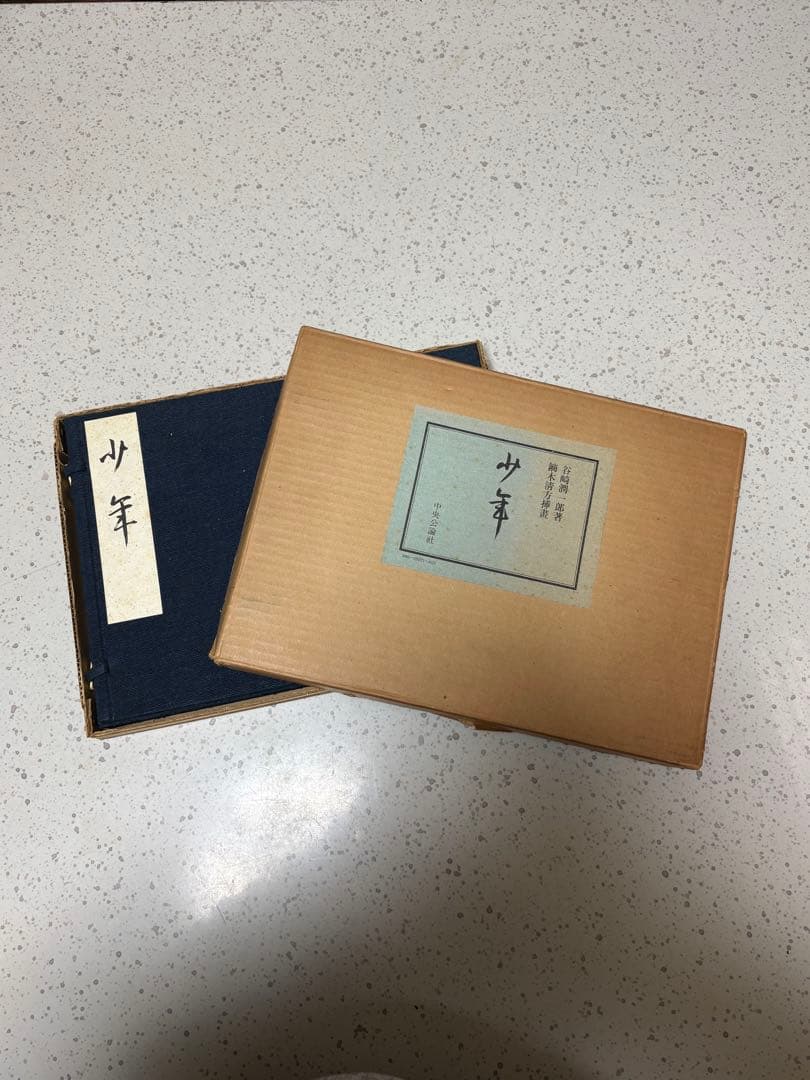 少年
谷崎潤一郎著
鏑木清方挿畫
少年
中央公論社